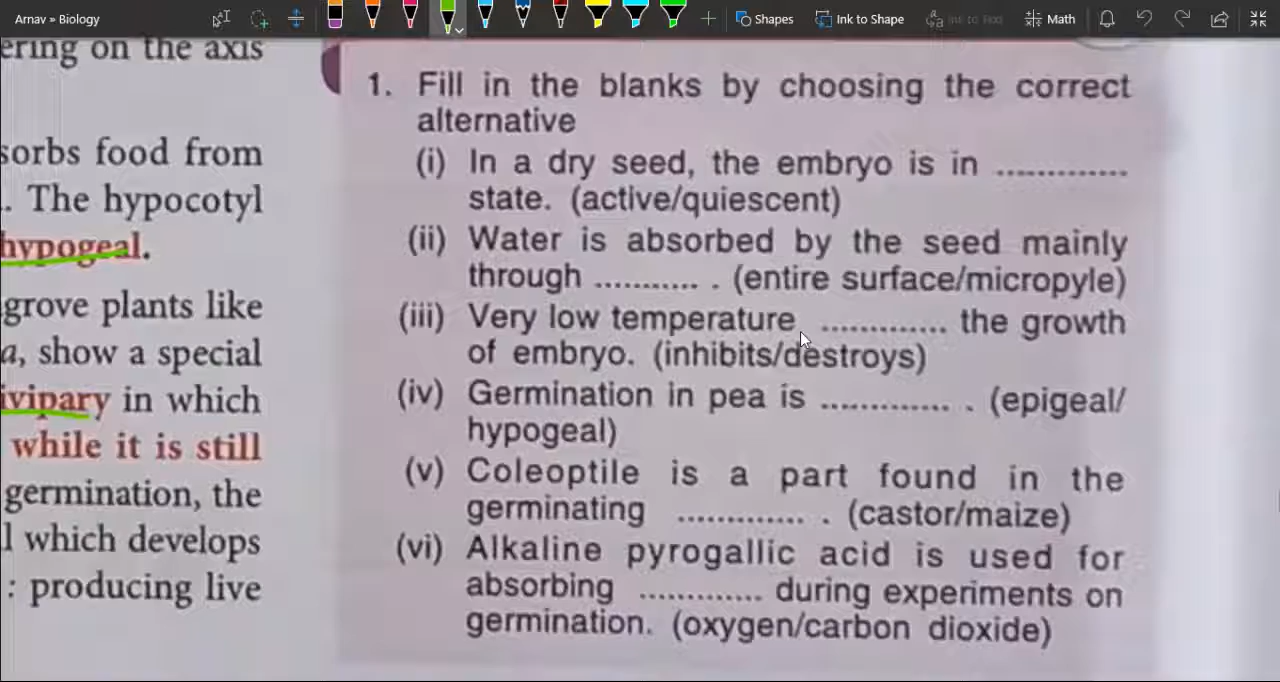 Arnav » Biology
Shapes
Ink to Shape
Ink to Text
Math
ering on the axis
sorbs food from
. The hypocotyl
hypogeal.
grove plants like
a, show a special
ivipary in which
while it is still
germination, the
l which develops
: producing live
1. Fill in the blanks by choosing the correct
alternative
(i) In a dry seed, the embryo is in .............
state. (active/quiescent)
(ii) Water is absorbed by the seed mainly
through ........... . (entire surface/micropyle)
(iii) Very low temperature ............. the growth
of embryo. (inhibits/destroys)
(iv) Germination in pea is ............. . (epigeal/
hypogeal)
(v) Coleoptile is a part found in the
germinating ............. . (castor/maize)
(vi) Alkaline pyrogallic acid is used for
absorbing ............. during experiments on
germination. (oxygen/carbon dioxide)